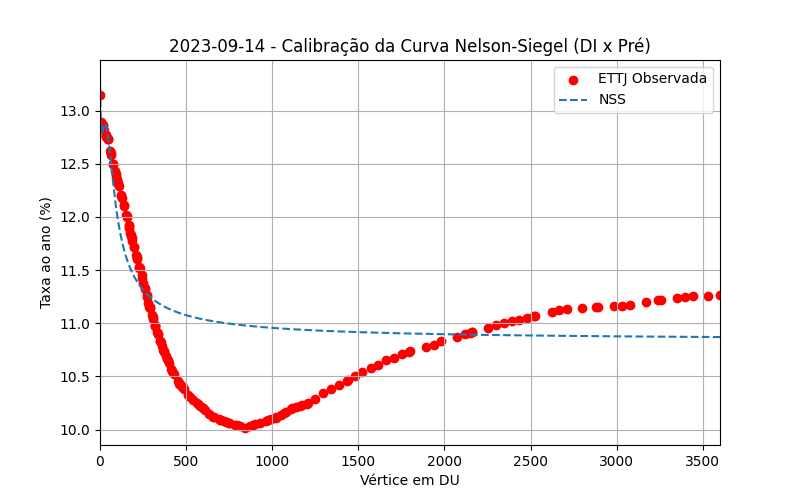 2023-09-14 - Calibração da Curva Nelson-Siegel (DI x Pré)
ETTJ Observada
NSS
Taxa ao ano (%)
13.0
12.5
12.0
11.5
11.0
10.5
10.0
0 500 1000 1500 2000 2500 3000 3500
Vértice em DU